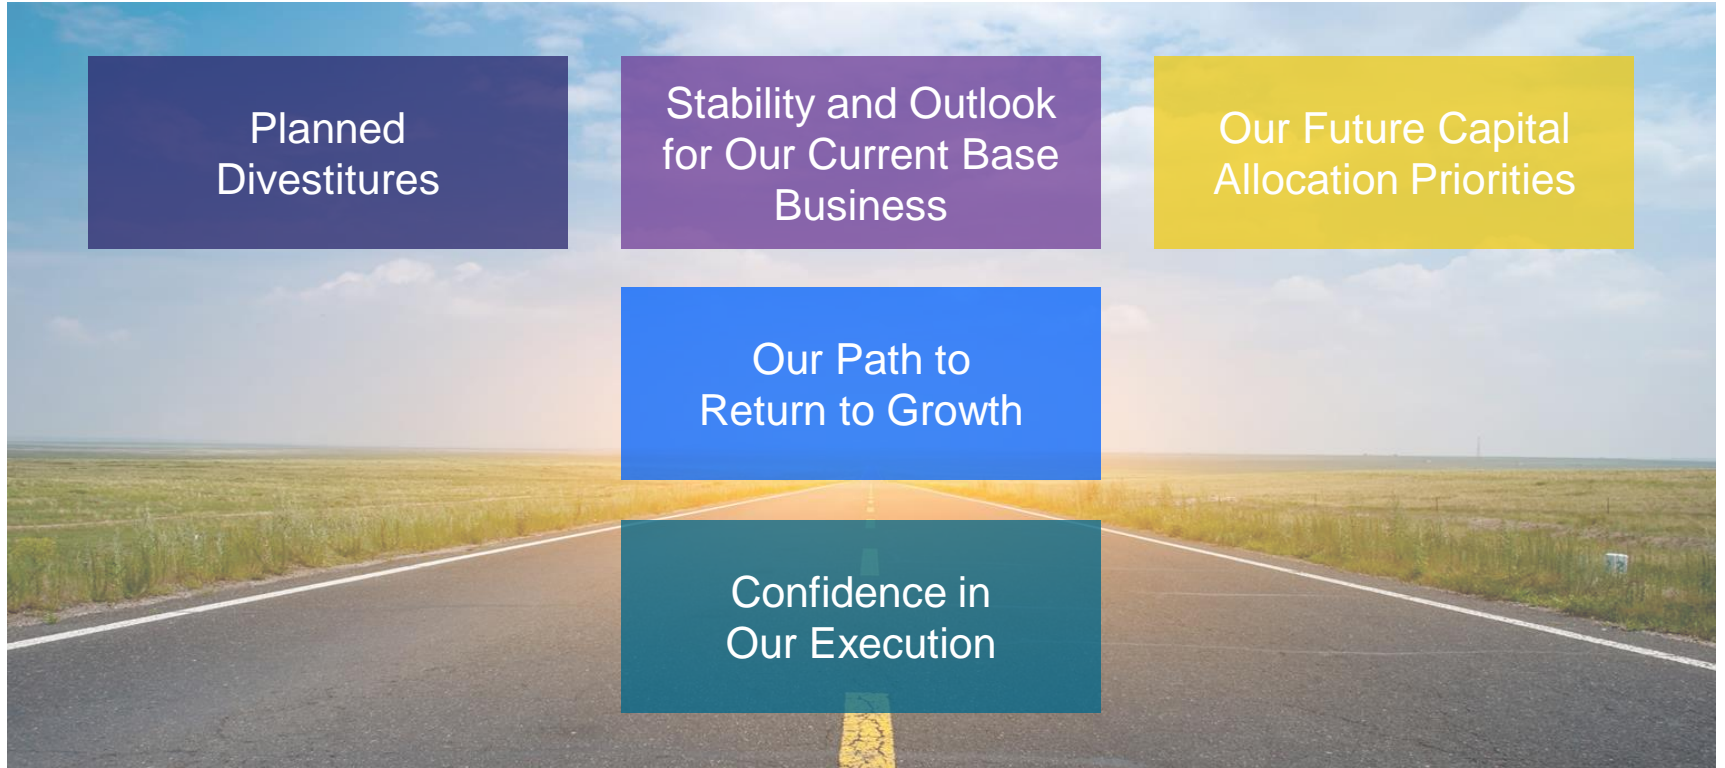 Planned
Divestitures
Stability and Outlook
for Our Current Base
Business
Our Future Capital
Allocation Priorities
Our Path to
Return to Growth
Confidence in
Our Execution